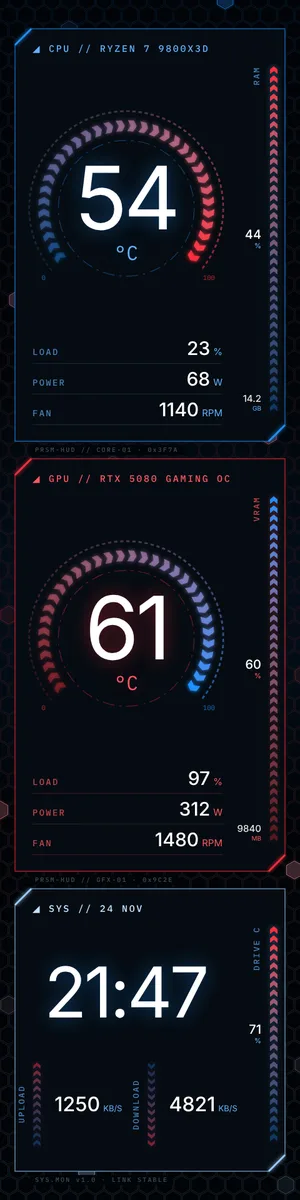 CPU // RYZEN 7 9800X3D
RAM
54
°C
0
100
44
%
LOAD 23 %
POWER 68 W
14.2
GB
FAN 1140 RPM
PRSM-HUD // CORE-01 · 0x3F7A
GPU // RTX 5080 GAMING OC
VRAM
61
°C
0
100
60
%
LOAD 97 %
POWER 312 W
9840
MB
FAN 1480 RPM
PRSM-HUD // GFX-01 · 0x9C2E
SYS // 24 NOV
DRIVE C
21:47
71
%
UPLOAD
1250 KB/S
DOWNLOAD
4821 KB/S
SYS.MON v1.0 · LINK STABLE